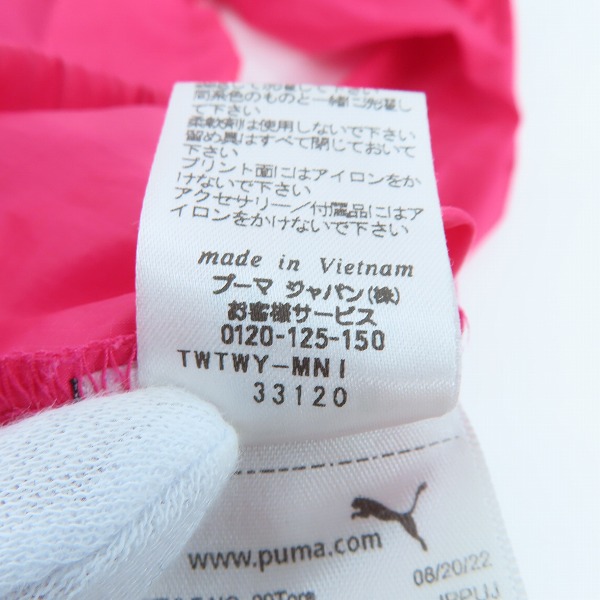 同系色のものと一緒に洗濯し
て下さい
柔軟剤は使用しないで下さい
留め具はすべて閉じておいて
下さい
プリント面にはアイロンをか
けないで下さい
アクセサリー/付属品にはア
イロンをかけないで下さい
made in Vietnam
プーマ ジャパン(株)
お客様サービス
0120-125-150
TWTWY-MNI
33120
www.puma.com
08/20/22